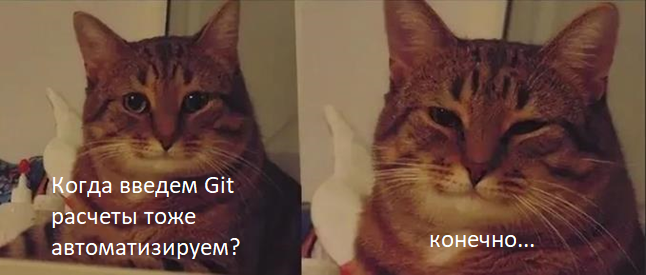 Когда введем Git
расчеты тоже
автоматизируем?
конечно...